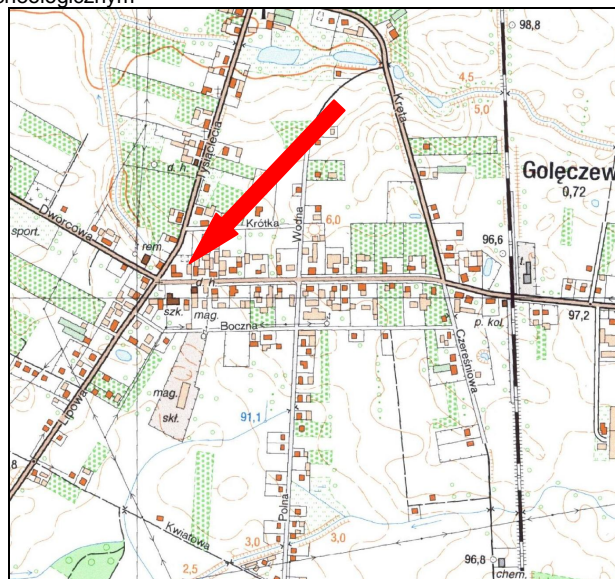 98,8
4,5
5,0
Kręta
Tysiąclecia
d. h.
Golęczew
0,72
Dworcowa
sport.
rem.
Krótka
Wodna
6,0
96,6
t.
d. h.
szk.
mag.
Boczna
p. kol.
97,2
Czereśniowa
Lipowa
mag.
skł.
91,1
Polna
Kwiatowa
3,0
3,0
2,5
96,8
chem.
8